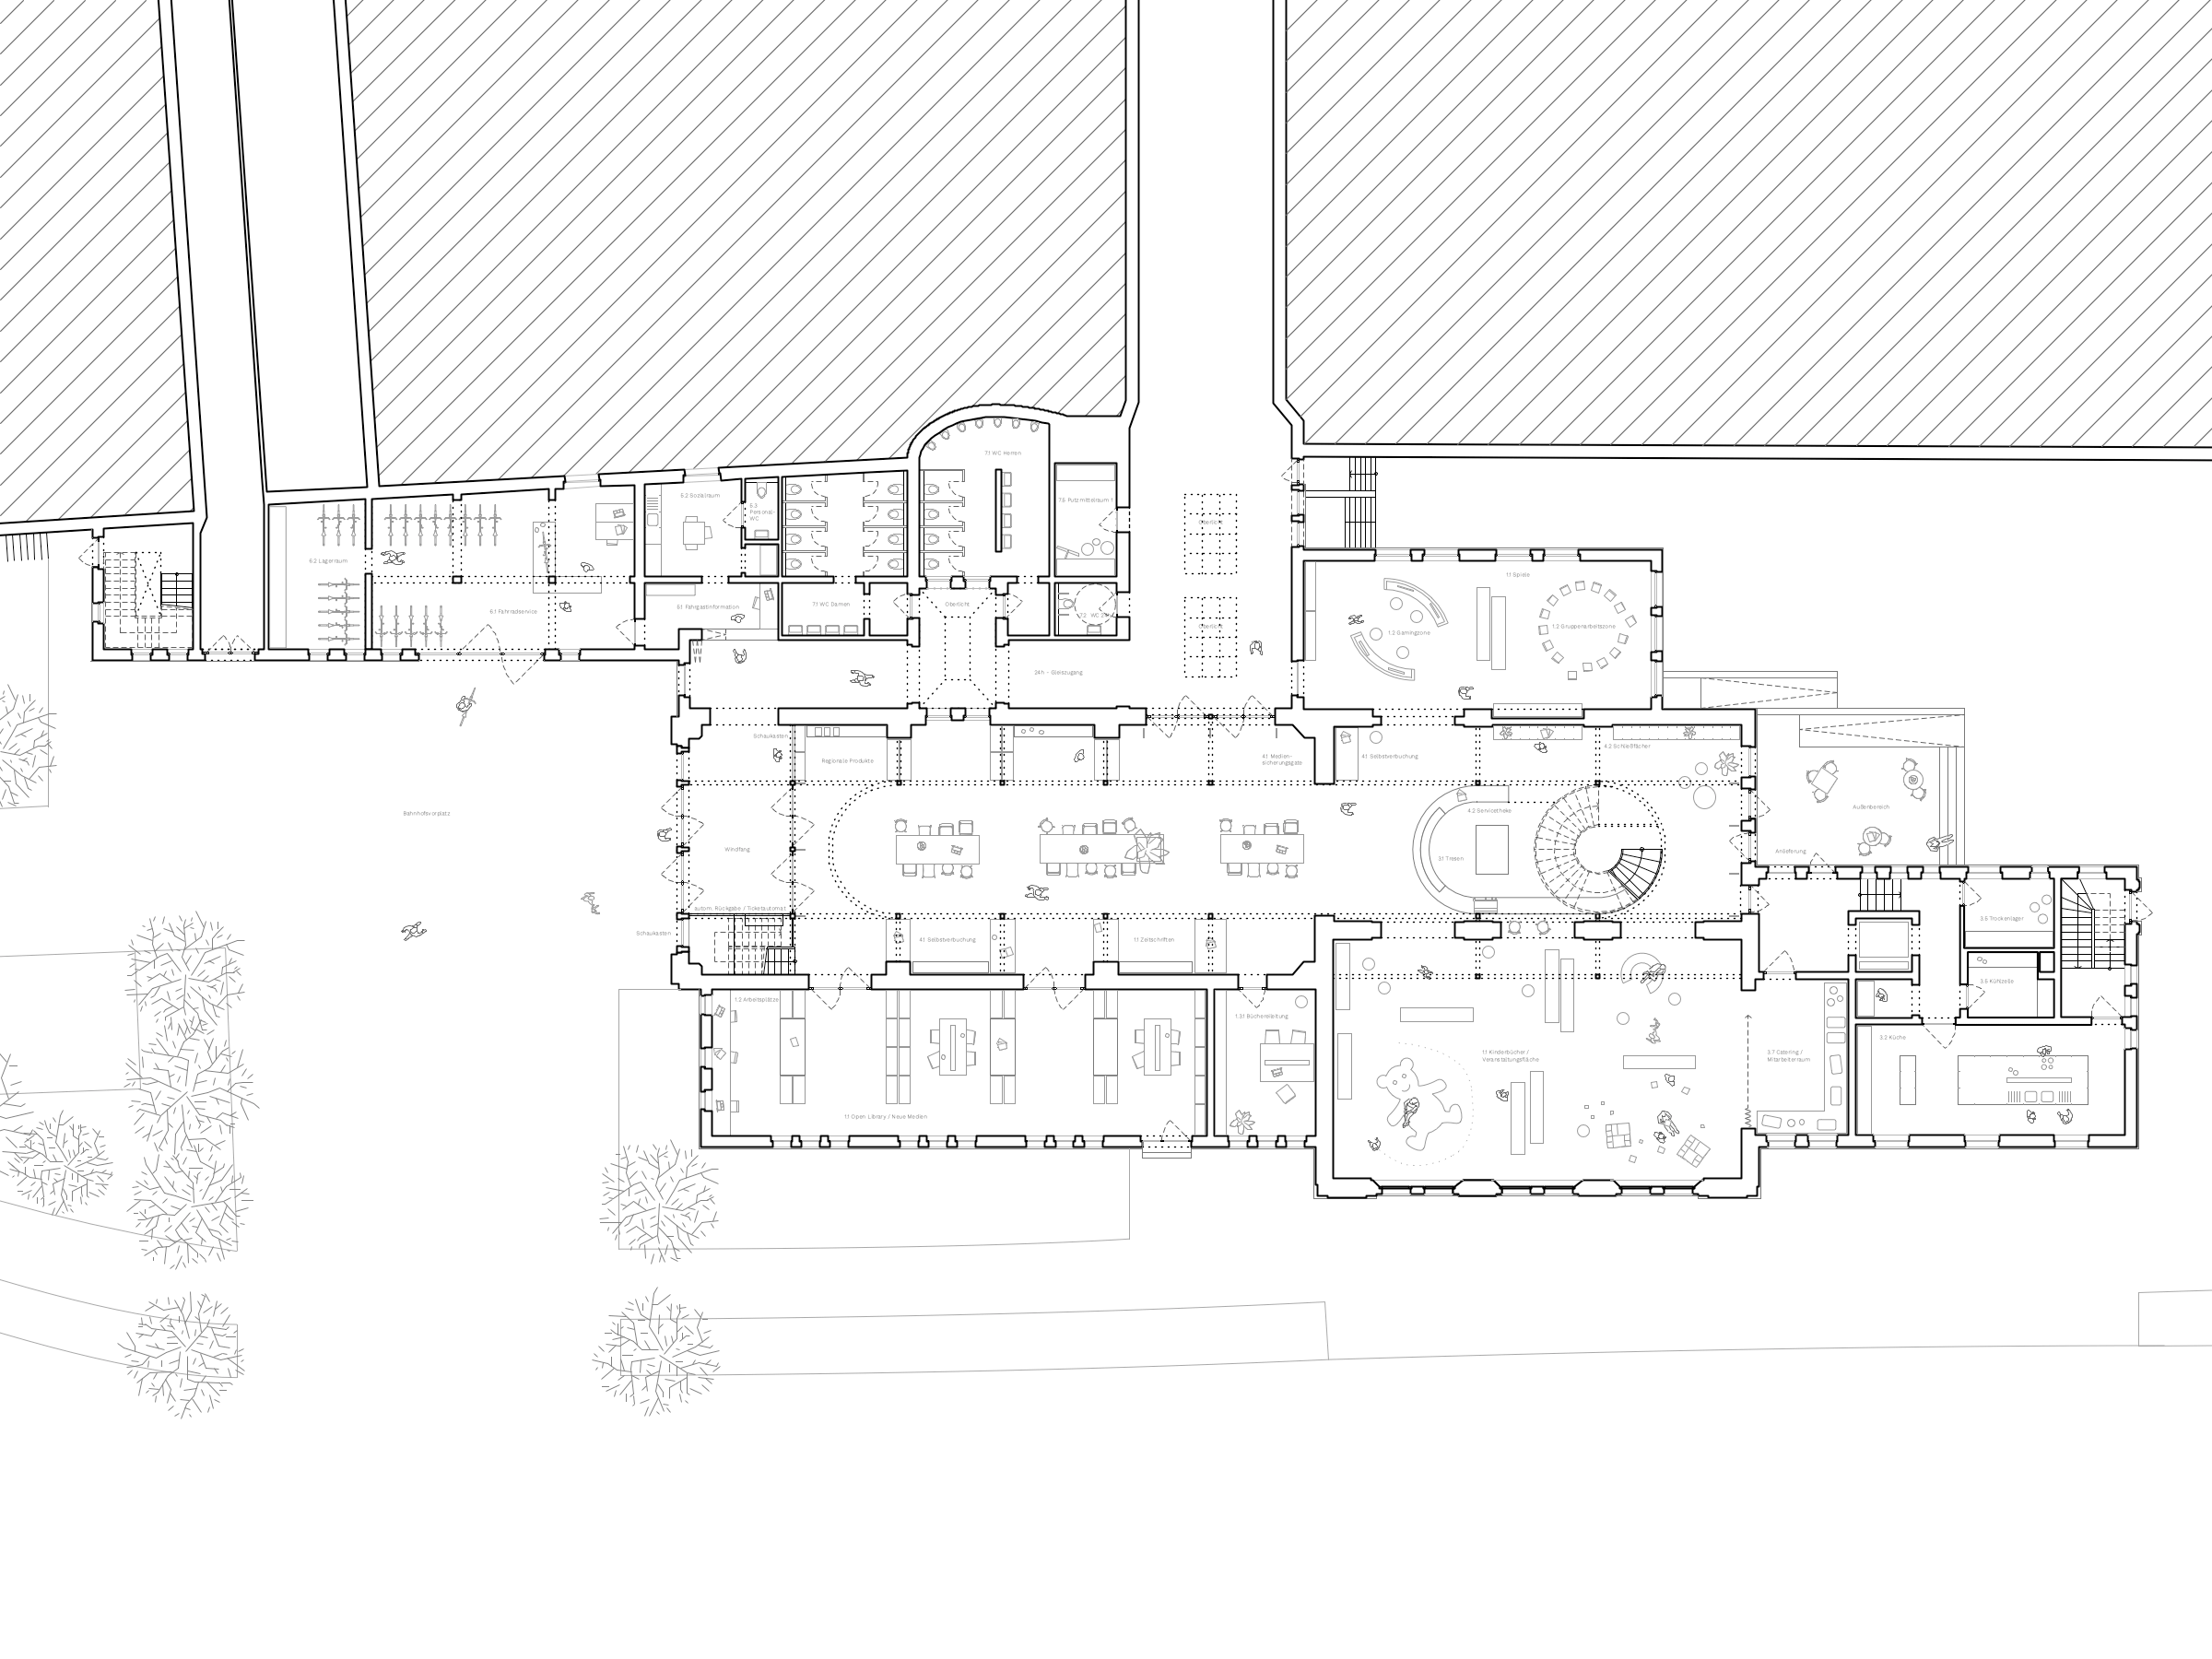 7.1 WC Herren
5.2 Sozialraum
5.3
Personal-
WC
7.5 Putzmittelraum 1
Oberlicht
6.2 Lagerraum
1.1 Spiele
5.1 Fahrgastinformation
7.1 WC Damen
Oberlicht
6.1 Fahrradservice
7.2 WC
Oberlicht
1.2 Gamingzone
1.2 Gruppenarbeitszone
24h - Gleiszugang
Schaukasten
Regionale Produkte
4.1 Medien-
sicherungsgate
4.1 Selbstverbuchung
4.2 Schließfächer
Bahnhofsvorplatz
4.2 Servicetheke
Außenbereich
Windfang
3.1 Tresen
Anlieferung
autom. Rückgabe / Ticketautomat
Schaukasten
4.1 Selbstverbuchung
1.1 Zeitschriften
3.5 Trockenlager
3.6 Kühlzelle
1.2 Arbeitsplätze
1.3.1 Büchereileitung
3.2 Küche
1.1 Kinderbücher /
Veranstaltungsfläche
3.7 Catering /
Mitarbeiterraum
1.1 Open Library / Neue Medien